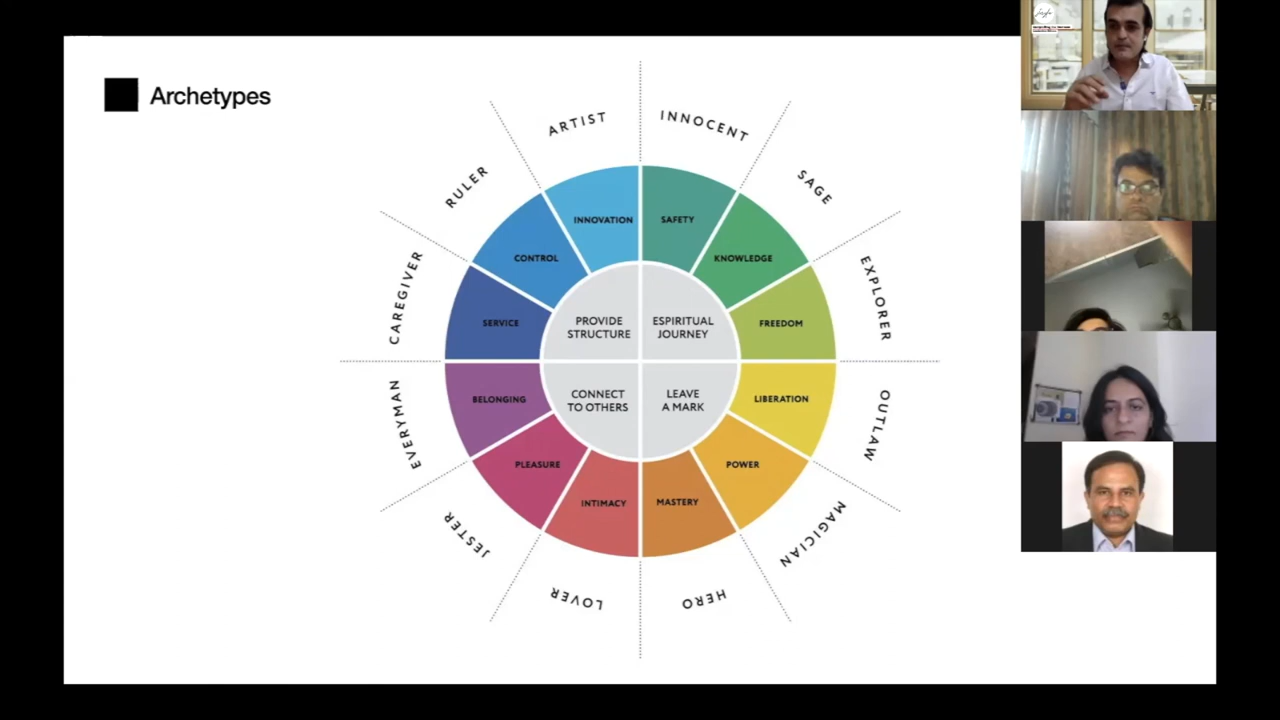 Archetypes
ARTIST
INNOCENT
RULER
SAGE
CAREGIVER
EXPLORER
EVERYMAN
OUTLAW
JESTER
MAGICIAN
LOVER
HERO
INNOVATION
SAFETY
CONTROL
KNOWLEDGE
SERVICE
FREEDOM
BELONGING
LIBERATION
PLEASURE
POWER
INTIMACY
MASTERY
PROVIDE
STRUCTURE
ESPIRITUAL
JOURNEY
CONNECT
TO OTHERS
LEAVE
A MARK